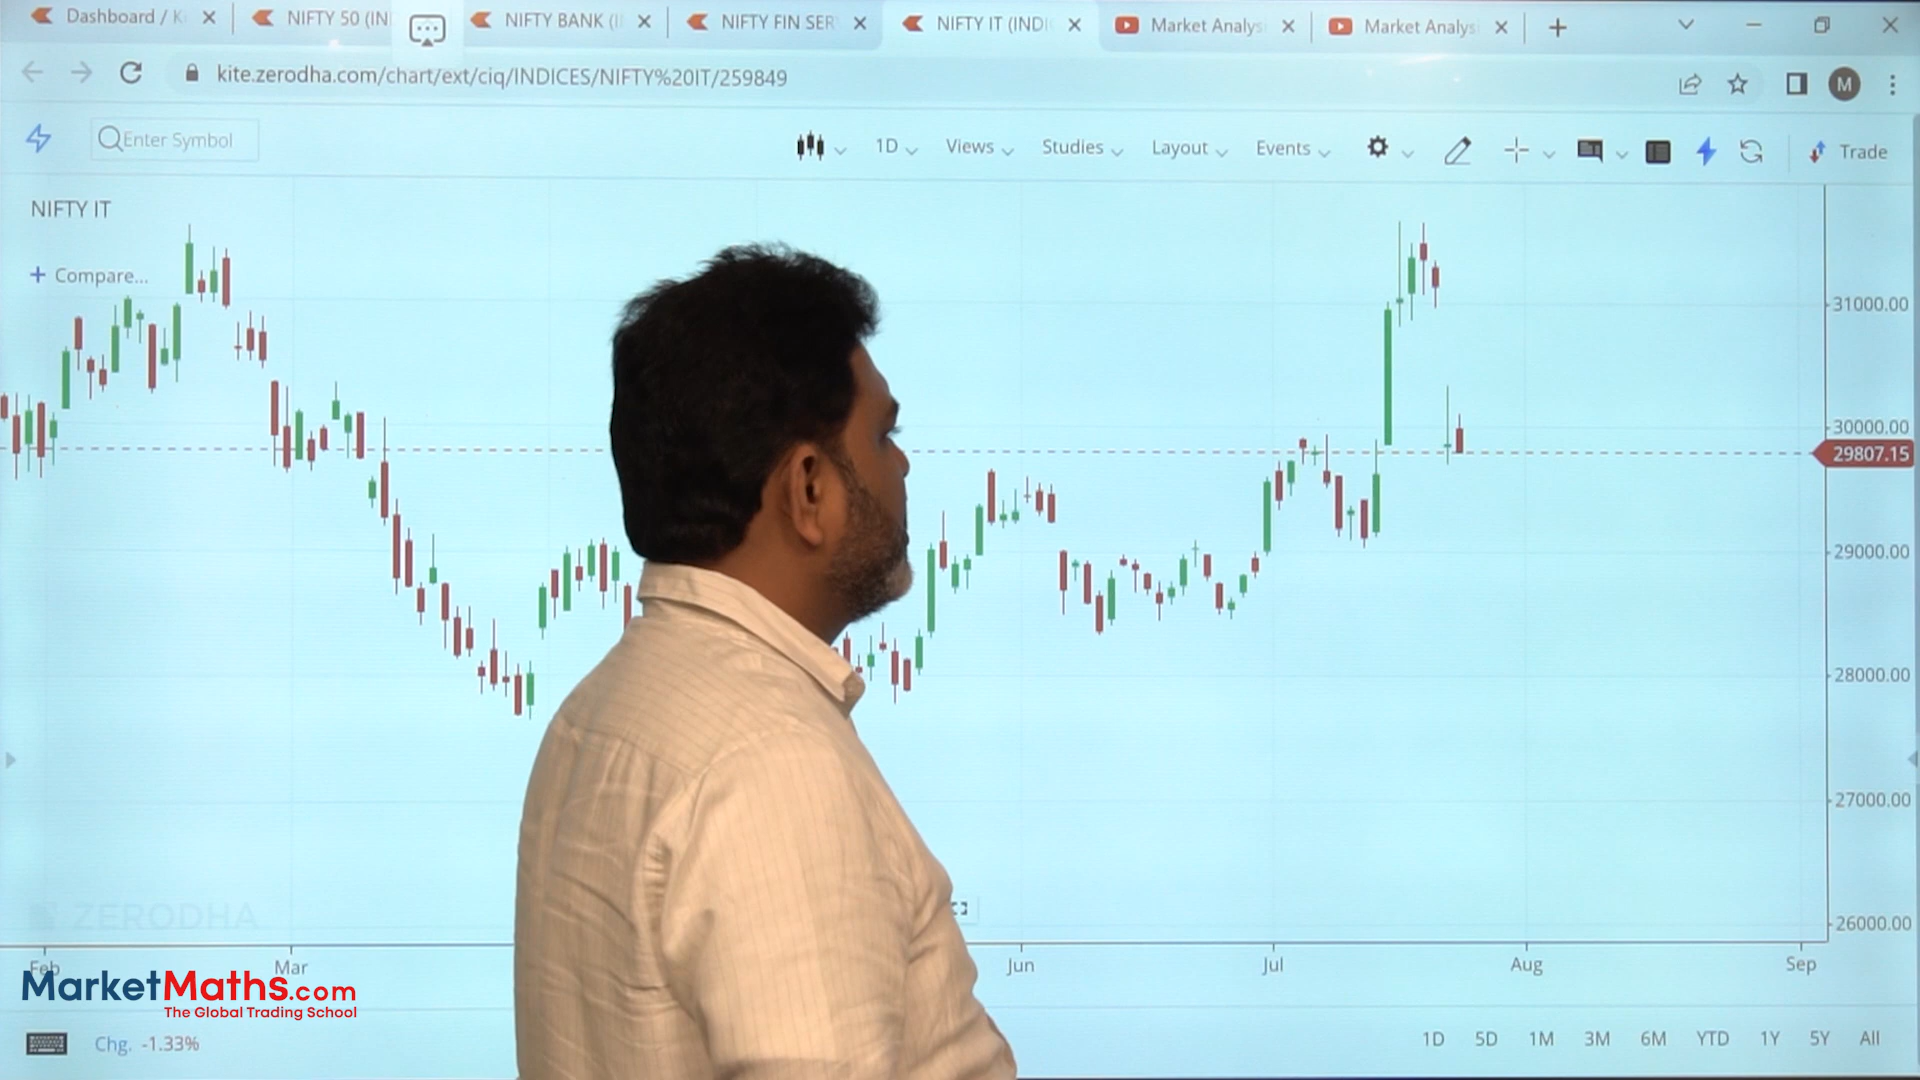 Dashboard / K
NIFTY 50 (IN
NIFTY BANK (I
NIFTY FIN SER
NIFTY IT (INDI
Market Analys
Market Analys
kite.zerodha.com/chart/ext/ciq/INDICES/NIFTY%20IT/259849
M
Enter Symbol
1D
Views
Studies
Layout
Events
Trade
NIFTY IT
+ Compare...
31000.00
30000.00
29807.15
29000.00
28000.00
27000.00
26000.00
ZERODHA
Feb
Mar
Jun
Jul
Aug
Sep
MarketMaths.com
The Global Trading School
Chg. -1.33%
1D 5D 1M 3M 6M YTD 1Y 5Y All